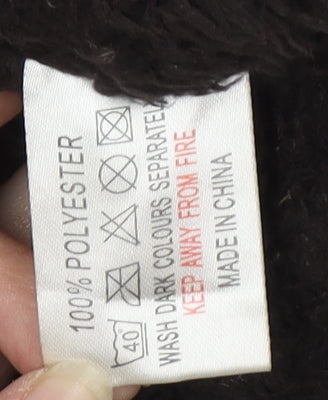 100% POLYESTER
40°
WASH DARK COLOURS SEPARATELY
KEEP AWAY FROM FIRE
MADE IN CHINA